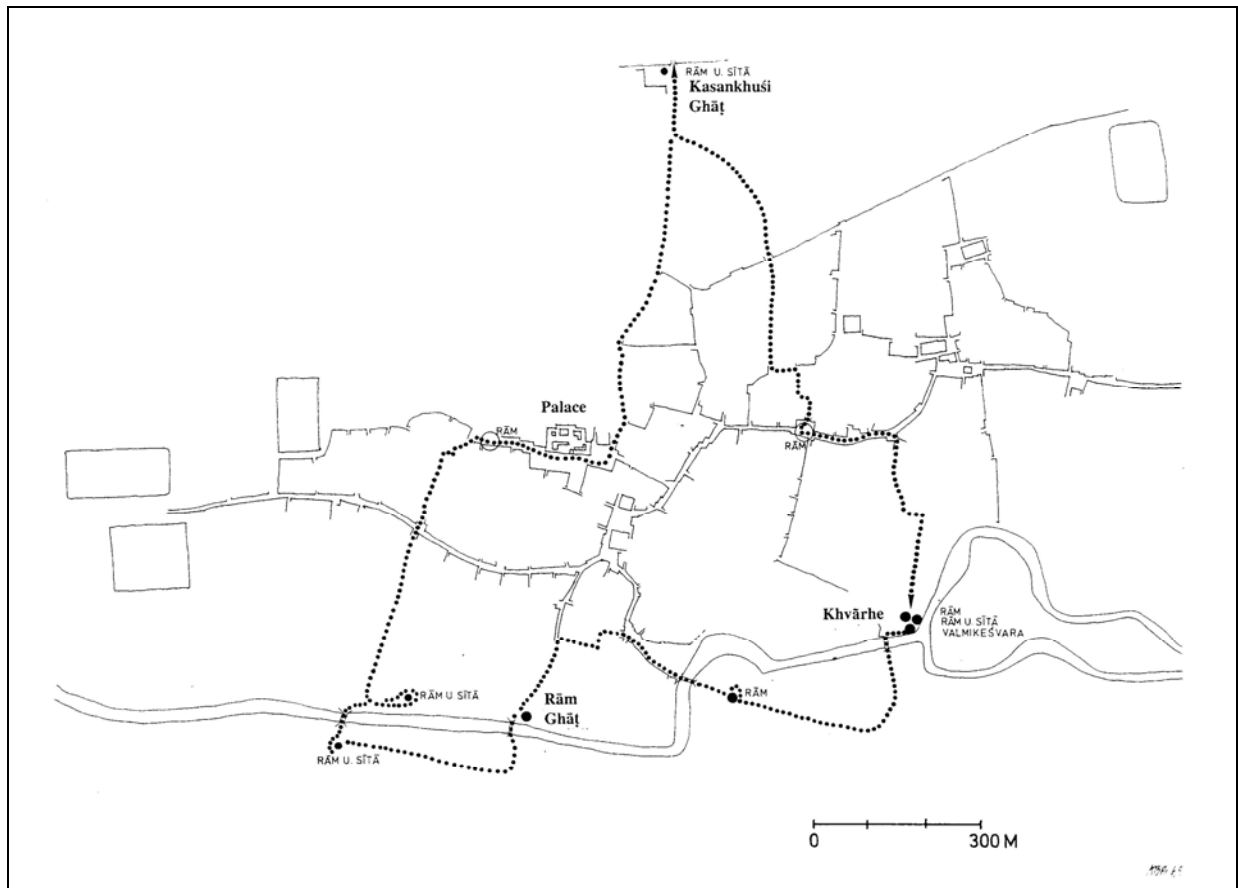 RĀM U. SĪTĀ
Kasankhuśi
Ghāṭ
Palace
RĀM
RĀM
Khvārhe
RĀM
RĀM U. SĪTĀ
VALMIKEŚVARA
RĀM U. SĪTĀ
Rām
Ghāṭ
RĀM
RĀM U. SĪTĀ
0 300 M